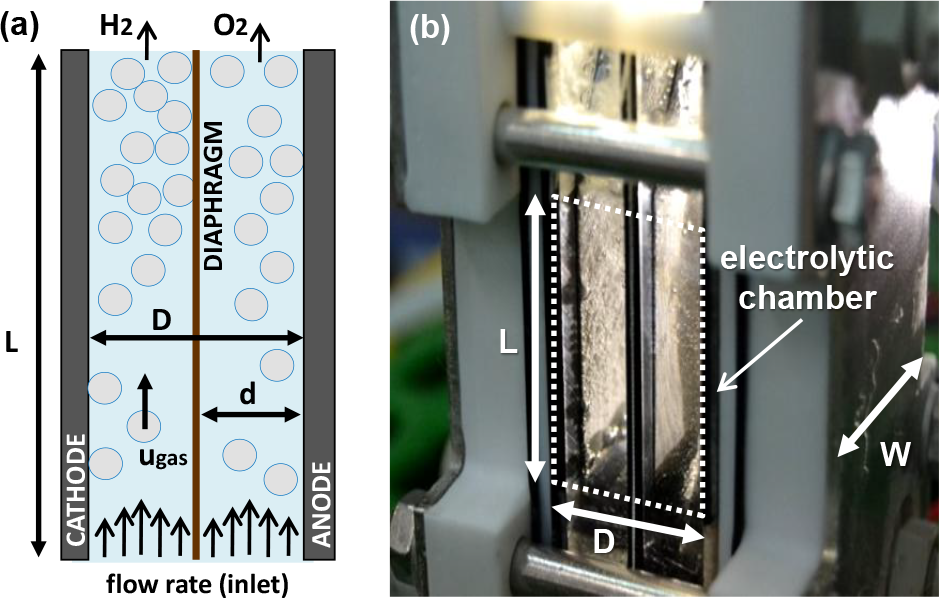 (a)
H2
O2
DIAPHRAGM
D
L
d
ugas
CATHODE
ANODE
flow rate (inlet)
(b)
electrolytic
chamber
L
W
D